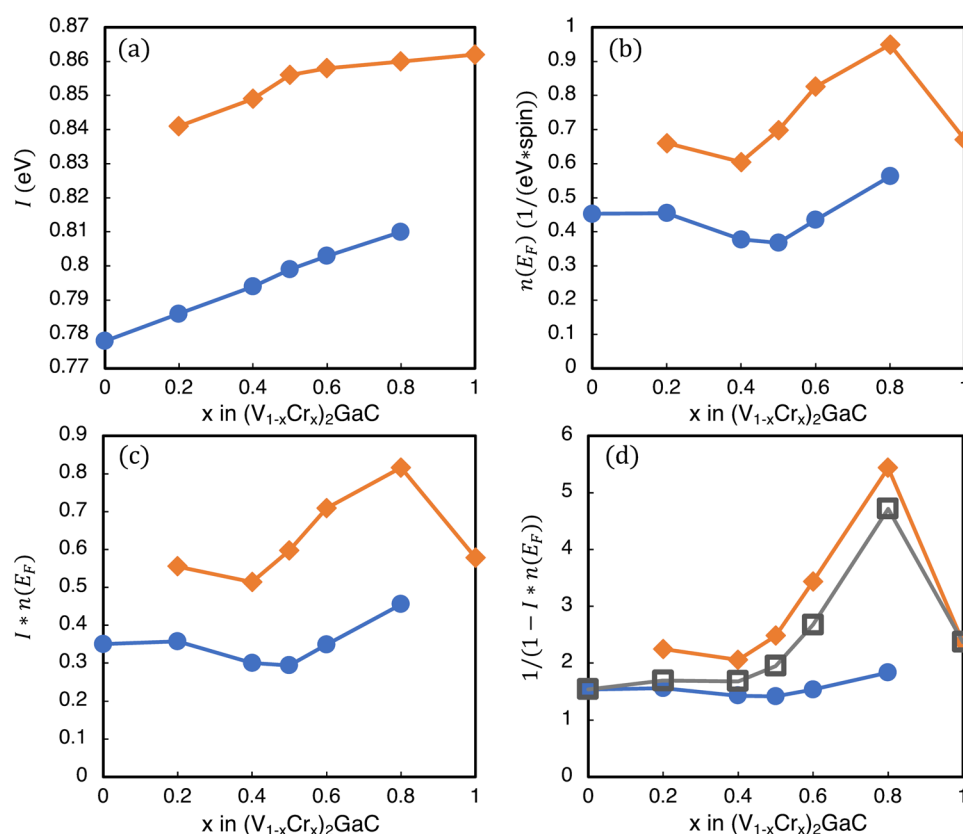 (a)
I (eV)
0.87
0.86
0.85
0.84
0.83
0.82
0.81
0.8
0.79
0.78
0.77
0 0.2 0.4 0.6 0.8 1
x in (V₁₋ₓCrₓ)₂GaC
(b)
n(E_F) (1/(eV*spin))
1
0.9
0.8
0.7
0.6
0.5
0.4
0.3
0.2
0.1
0
0 0.2 0.4 0.6 0.8 1
x in (V₁₋ₓCrₓ)₂GaC
(c)
I * n(E_F)
0.9
0.8
0.7
0.6
0.5
0.4
0.3
0.2
0.1
0
0 0.2 0.4 0.6 0.8 1
x in (V₁₋ₓCrₓ)₂GaC
(d)
1/(1 − I * n(E_F))
6
5
4
3
2
1
0
0 0.2 0.4 0.6 0.8 1
x in (V₁₋ₓCrₓ)₂GaC